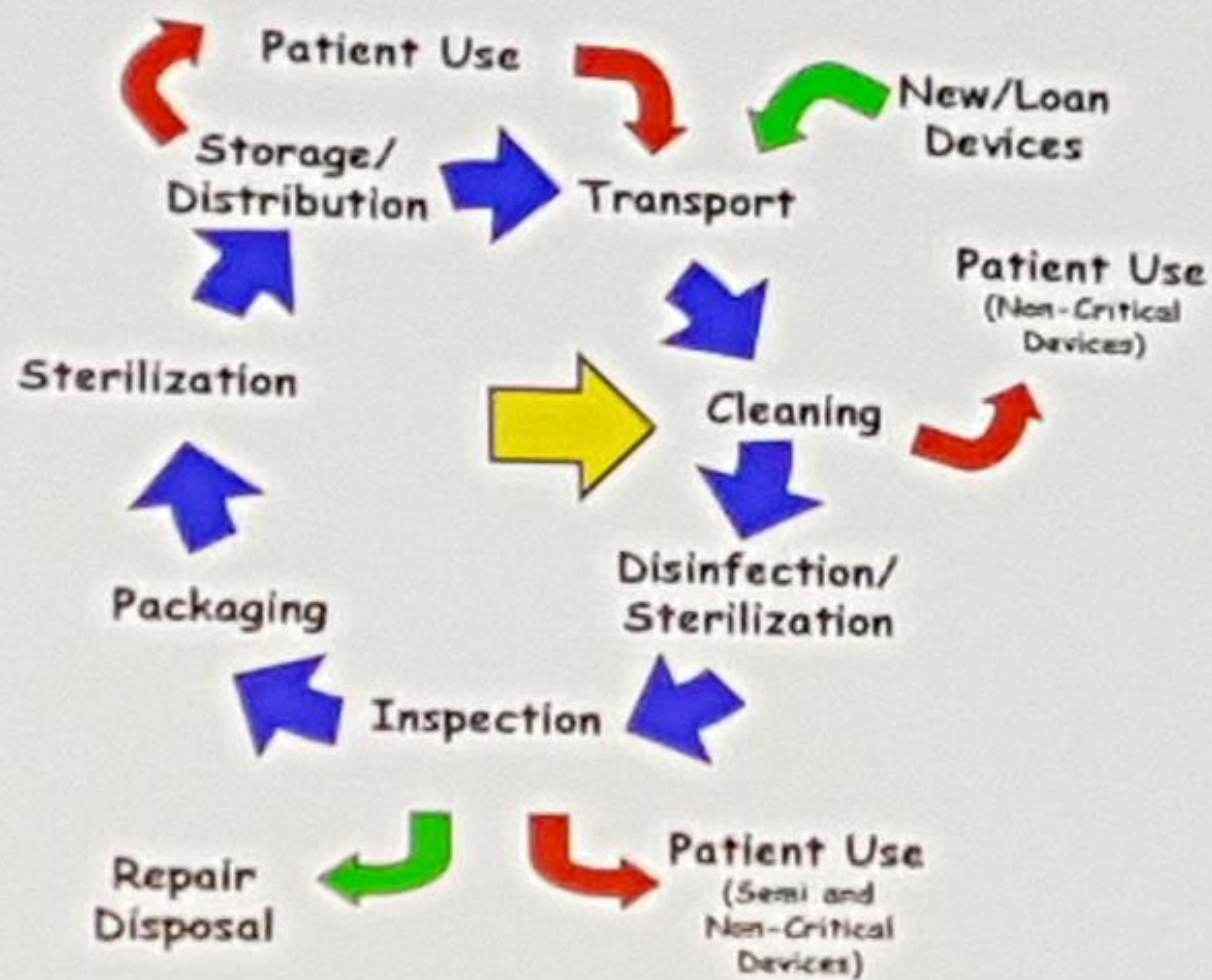 Patient Use
New/Loan
Devices
Storage/
Distribution
Transport
Patient Use
(Non-Critical
Devices)
Sterilization
Cleaning
Disinfection/
Sterilization
Packaging
Inspection
Repair
Disposal
Patient Use
(Semi and
Non-Critical
Devices)